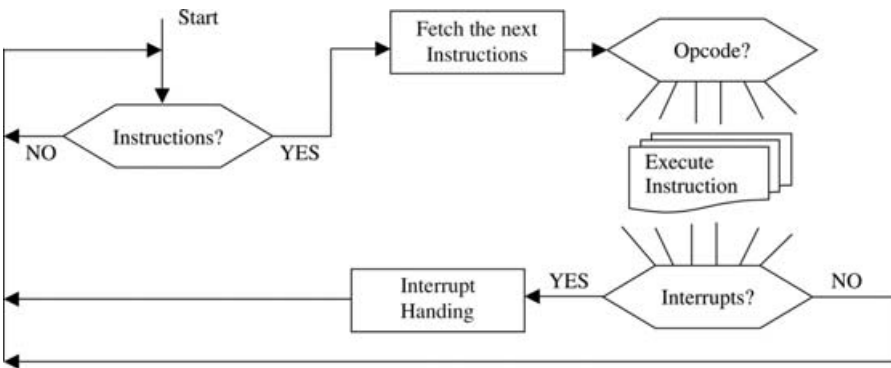 Start
Fetch the next
Instructions
Opcode?
Instructions?
NO
YES
Execute
Instruction
Interrupt
Handing
YES
Interrupts?
NO